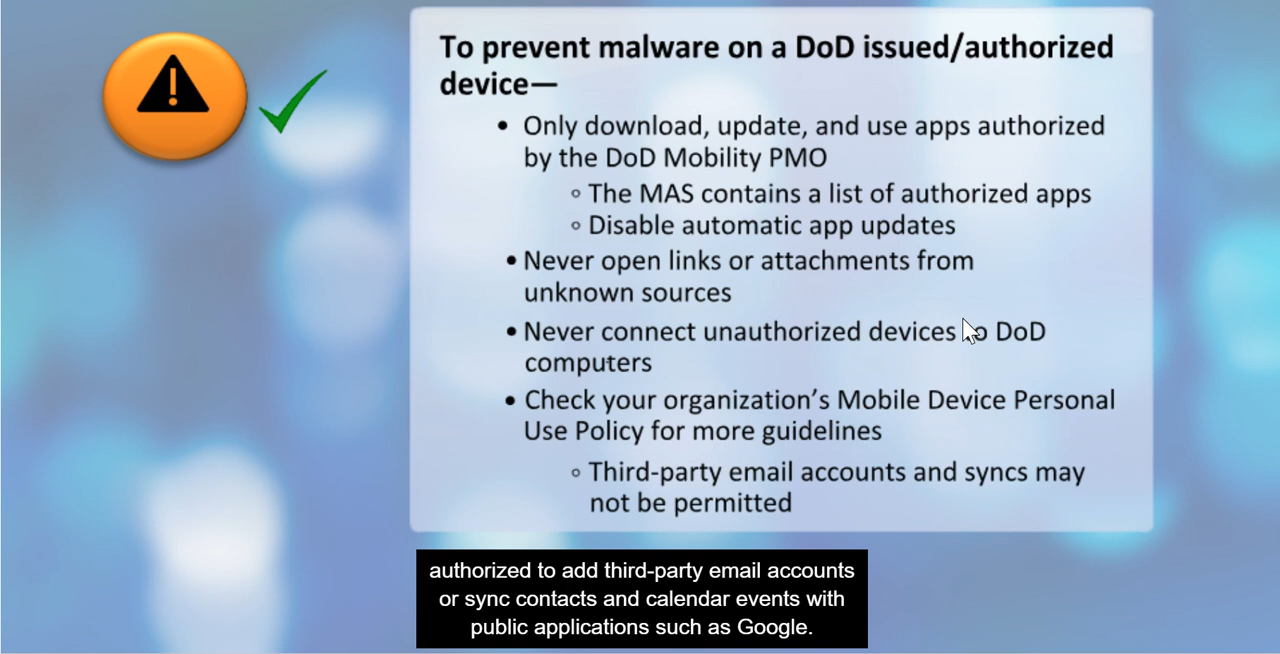 To prevent malware on a DoD issued/authorized
device—
• Only download, update, and use apps authorized
by the DoD Mobility PMO
◦ The MAS contains a list of authorized apps
◦ Disable automatic app updates
• Never open links or attachments from
unknown sources
• Never connect unauthorized devices to DoD
computers
• Check your organization’s Mobile Device Personal
Use Policy for more guidelines
◦ Third-party email accounts and syncs may
not be permitted
authorized to add third-party email accounts
or sync contacts and calendar events with
public applications such as Google.